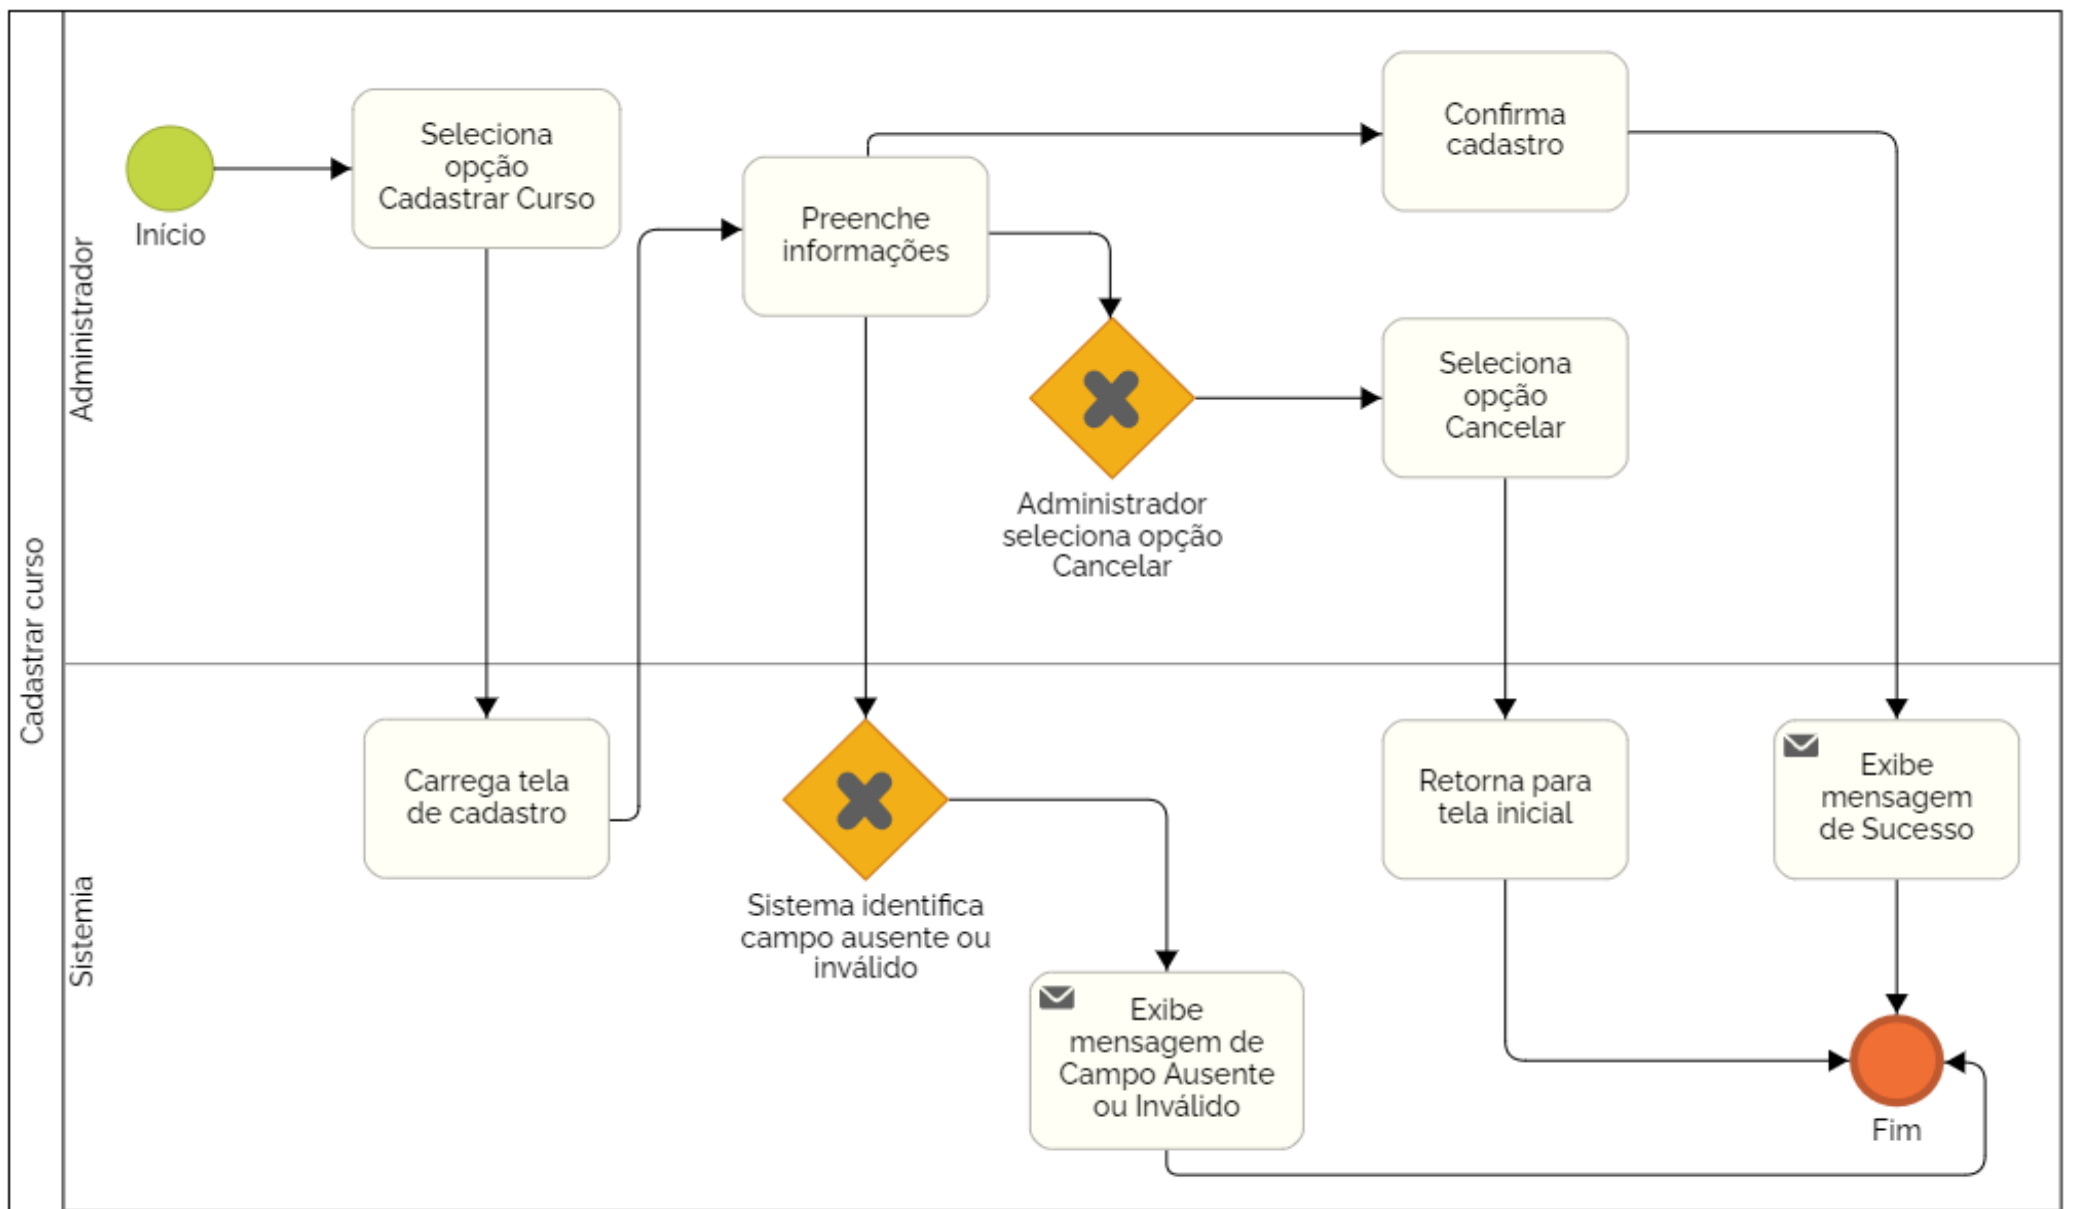 Cadastrar curso
Administrador
Início
Seleciona
opção
Cadastrar Curso
Preenche
informações
Confirma
cadastro
Administrador
seleciona opção
Cancelar
Seleciona
opção
Cancelar
Sistemia
Carrega tela
de cadastro
Sistema identifica
campo ausente ou
inválido
Exibe
mensagem de
Campo Ausente
ou Inválido
Retorna para
tela inicial
Exibe
mensagem
de Sucesso
Fim